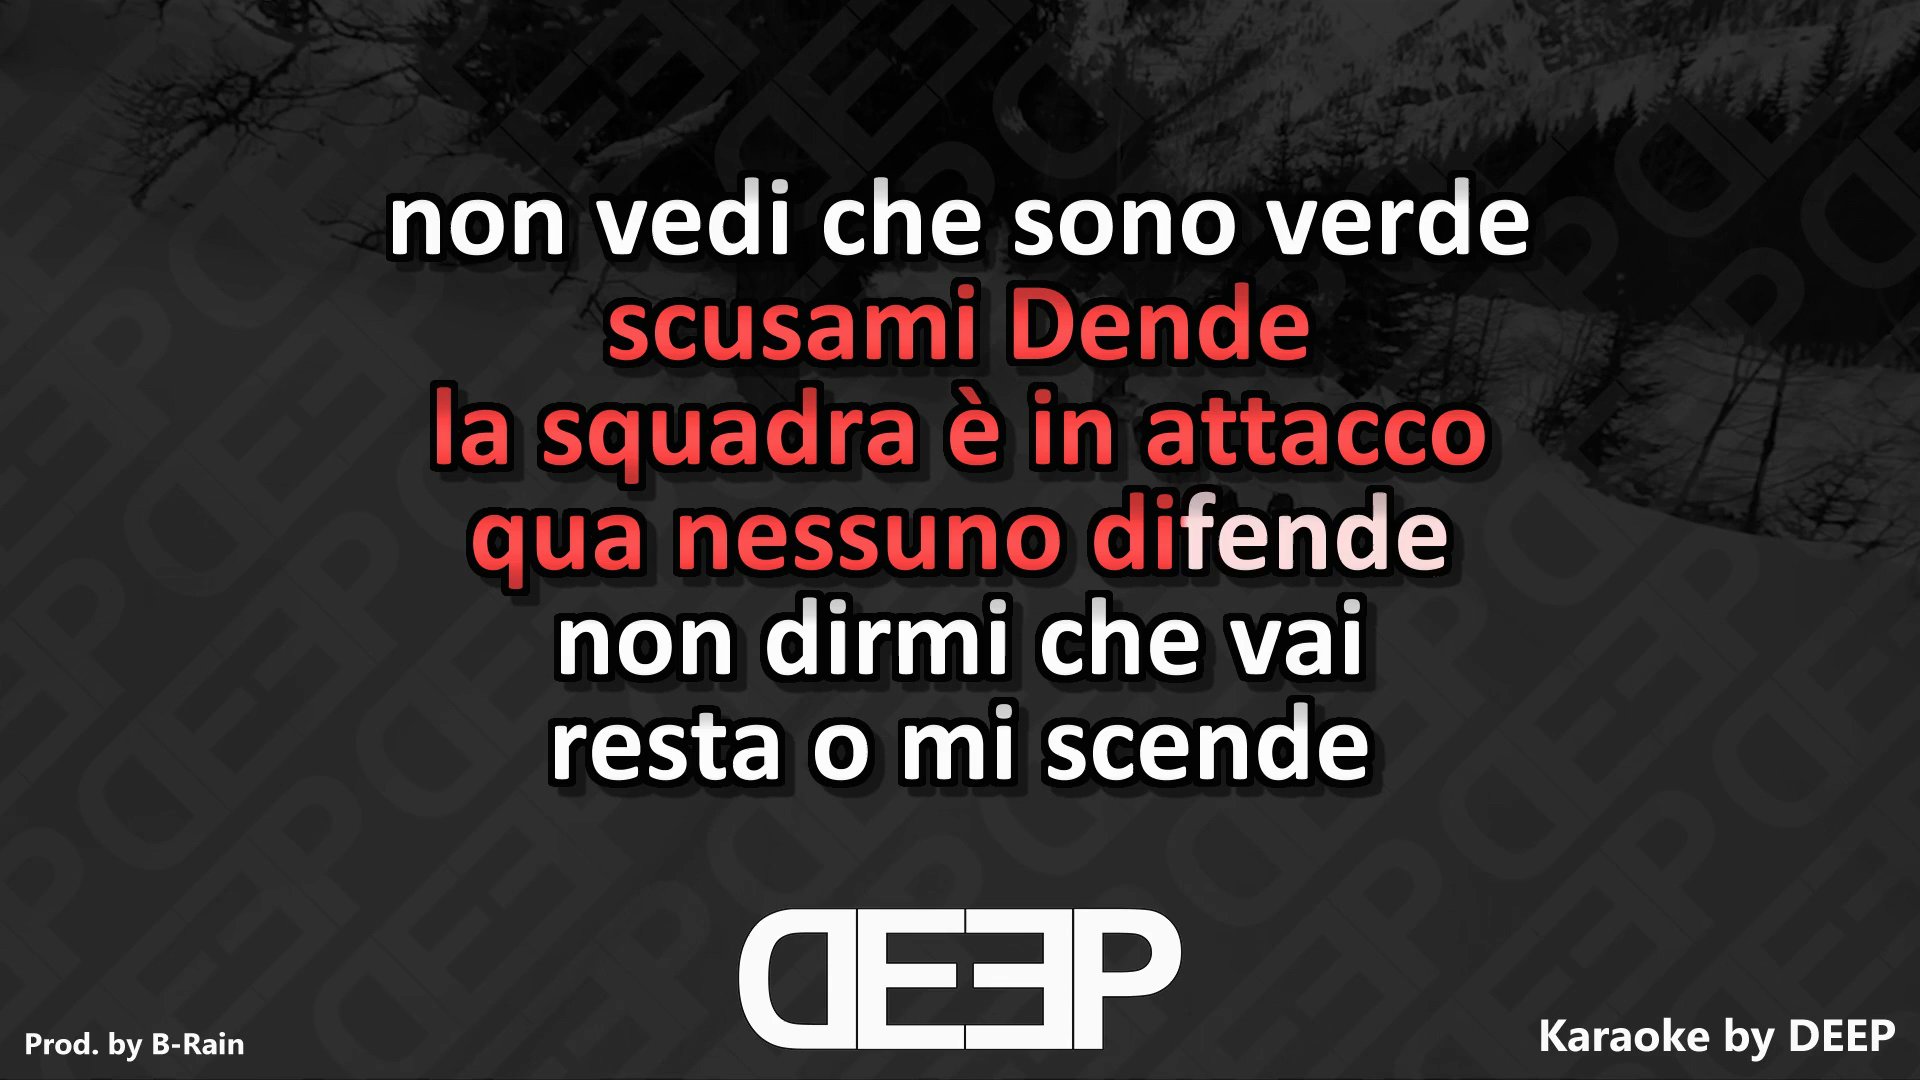 non vedi che sono verde
scusami Dende
la squadra è in attacco
qua nessuno difende
non dirmi che vai
resta o mi scende
DEEP
Prod. by B-Rain
Karaoke by DEEP